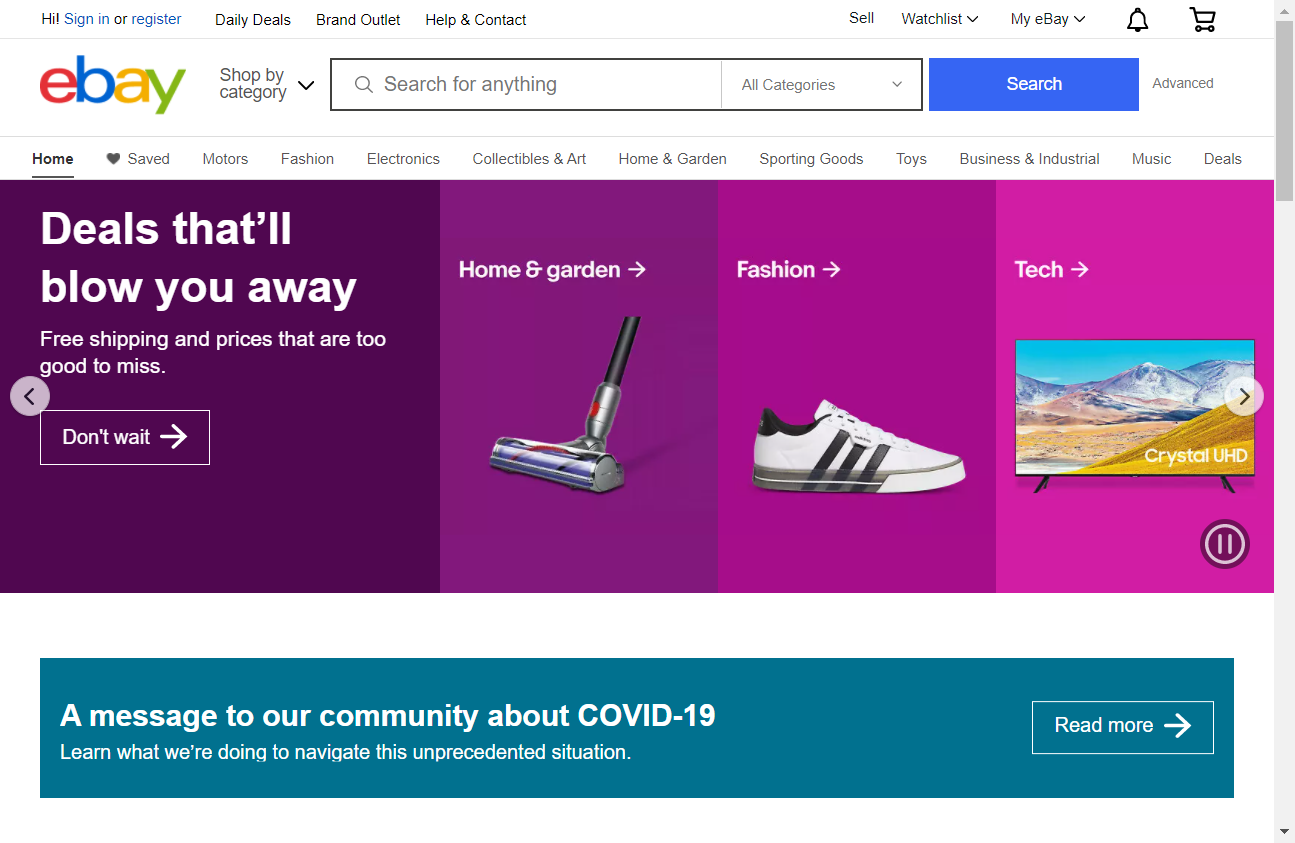 Hi! Sign in or register
Daily Deals
Brand Outlet
Help & Contact
Sell
Watchlist
My eBay
ebay
Shop by
category
Search for anything
All Categories
Search
Advanced
Home
Saved
Motors
Fashion
Electronics
Collectibles & Art
Home & Garden
Sporting Goods
Toys
Business & Industrial
Music
Deals
Deals that’ll
blow you away
Free shipping and prices that are too
good to miss.
Don't wait
Home & garden
Fashion
Tech
Crystal UHD
A message to our community about COVID-19
Learn what we’re doing to navigate this unprecedented situation.
Read more